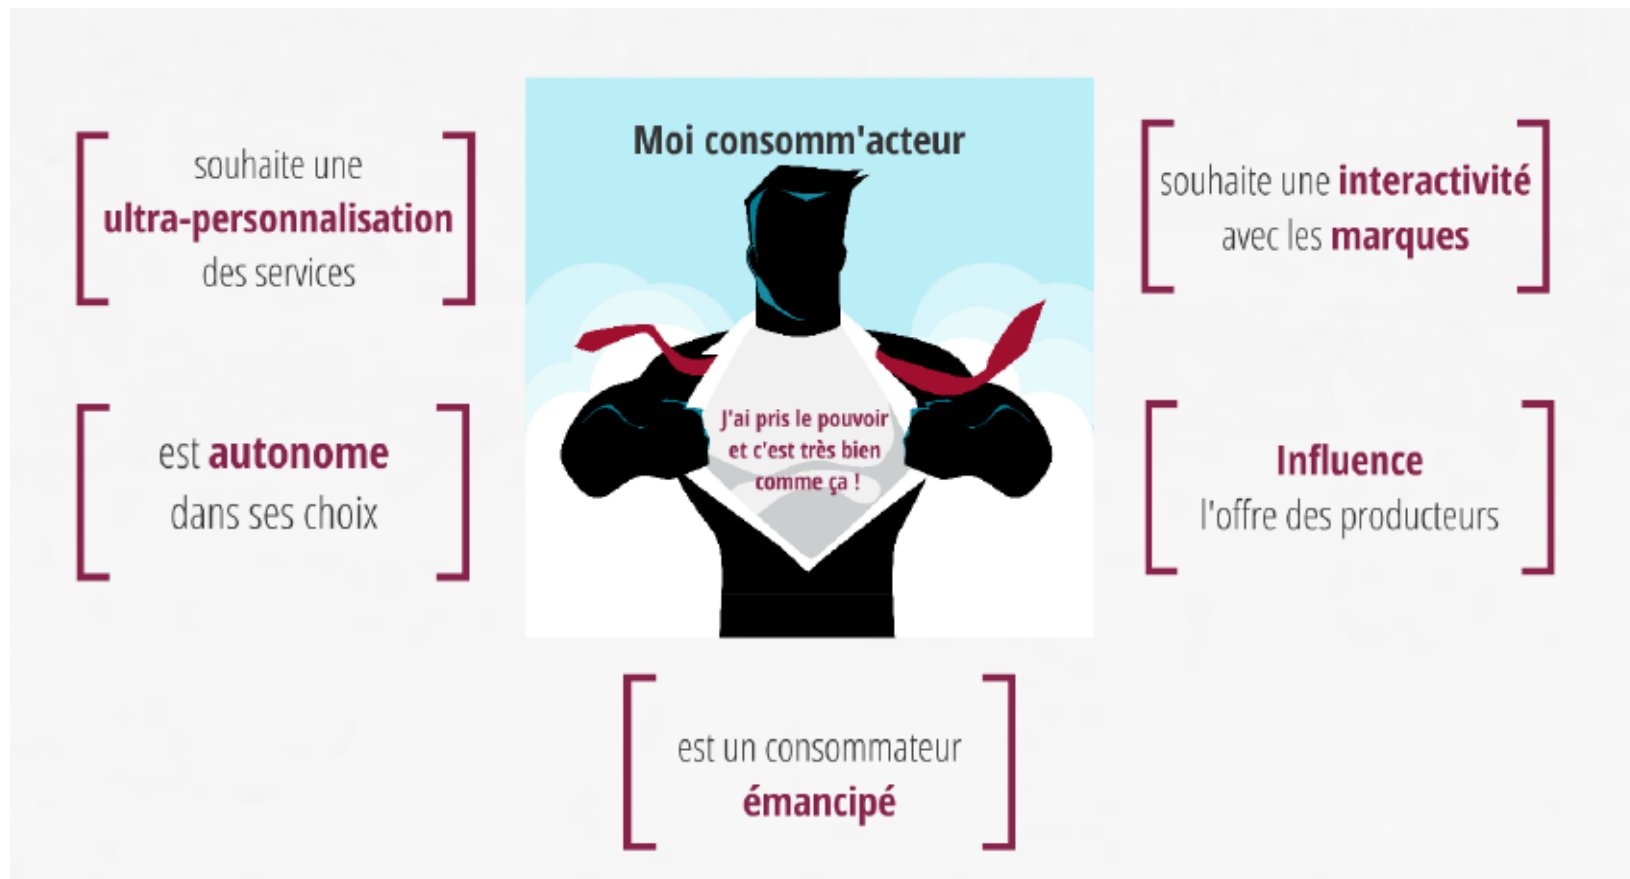 Moi consomm'acteur
J'ai pris le pouvoir
et c'est très bien
comme ça !
souhaite une
ultra-personnalisation
des services
souhaite une interactivité
avec les marques
est autonome
dans ses choix
Influence
l'offre des producteurs
est un consommateur
émancipé